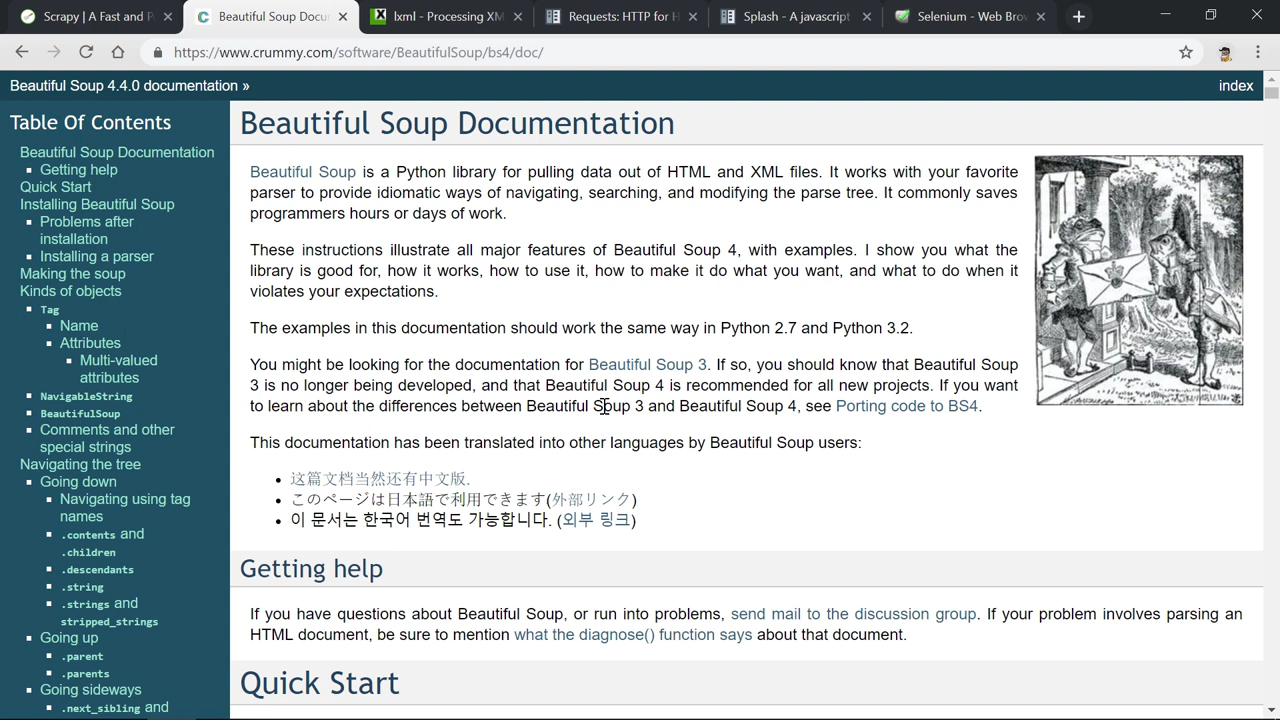 Scrapy | A Fast and P
Beautiful Soup Docu
lxml - Processing XM
Requests: HTTP for H
Splash - A javascript
Selenium - Web Brow
https://www.crummy.com/software/BeautifulSoup/bs4/doc/
Beautiful Soup 4.4.0 documentation »
index
Table Of Contents
Beautiful Soup Documentation
Getting help
Quick Start
Installing Beautiful Soup
Problems after
installation
Installing a parser
Making the soup
Kinds of objects
Tag
Name
Attributes
Multi-valued
attributes
NavigableString
BeautifulSoup
Comments and other
special strings
Navigating the tree
Going down
Navigating using tag
names
.contents and
.children
.descendants
.string
.strings and
stripped_strings
Going up
.parent
.parents
Going sideways
.next_sibling and
Beautiful Soup Documentation
Beautiful Soup is a Python library for pulling data out of HTML and XML files. It works with your favorite
parser to provide idiomatic ways of navigating, searching, and modifying the parse tree. It commonly saves
programmers hours or days of work.
These instructions illustrate all major features of Beautiful Soup 4, with examples. I show you what the
library is good for, how it works, how to use it, how to make it do what you want, and what to do when it
violates your expectations.
The examples in this documentation should work the same way in Python 2.7 and Python 3.2.
You might be looking for the documentation for Beautiful Soup 3. If so, you should know that Beautiful Soup
3 is no longer being developed, and that Beautiful Soup 4 is recommended for all new projects. If you want
to learn about the differences between Beautiful Soup 3 and Beautiful Soup 4, see Porting code to BS4.
This documentation has been translated into other languages by Beautiful Soup users:
这篇文档当然还有中文版.
このページは日本語で利用できます(外部リンク)
이 문서는 한국어 번역도 가능합니다. (외부 링크)
Getting help
If you have questions about Beautiful Soup, or run into problems, send mail to the discussion group. If your problem involves parsing an
HTML document, be sure to mention what the diagnose() function says about that document.
Quick Start